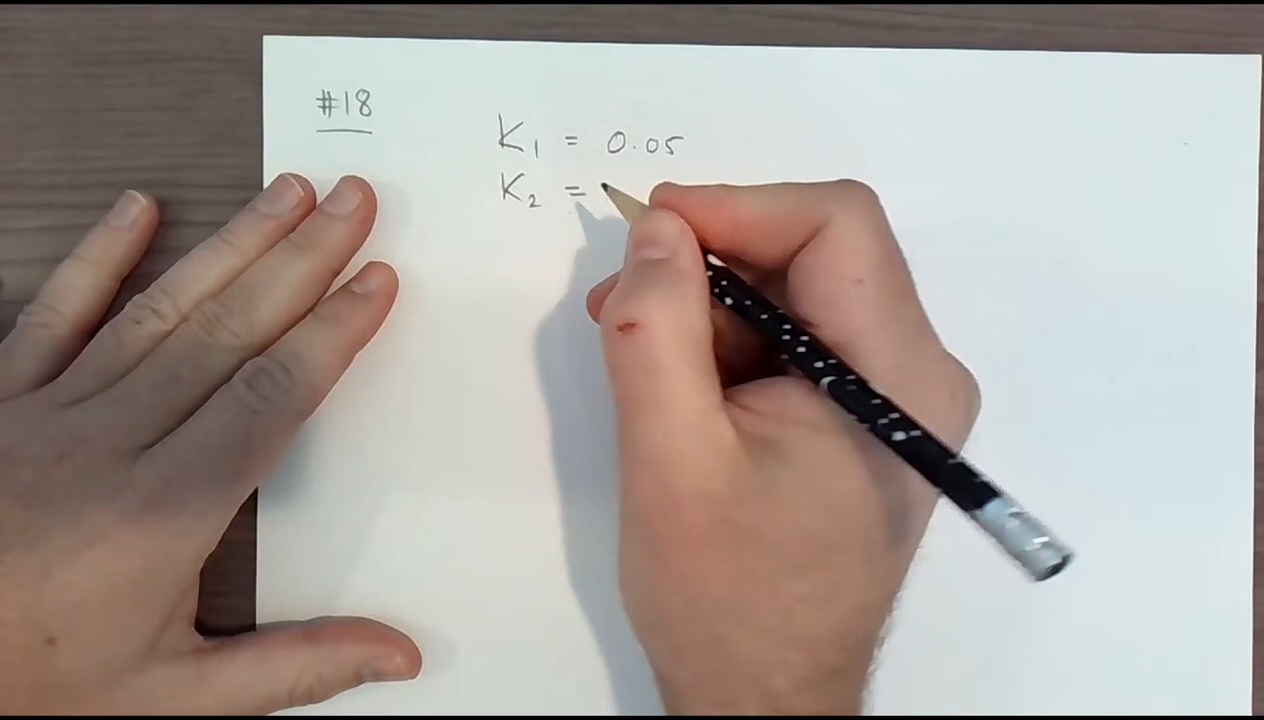 #18
K₁ = 0.05
K₂ =